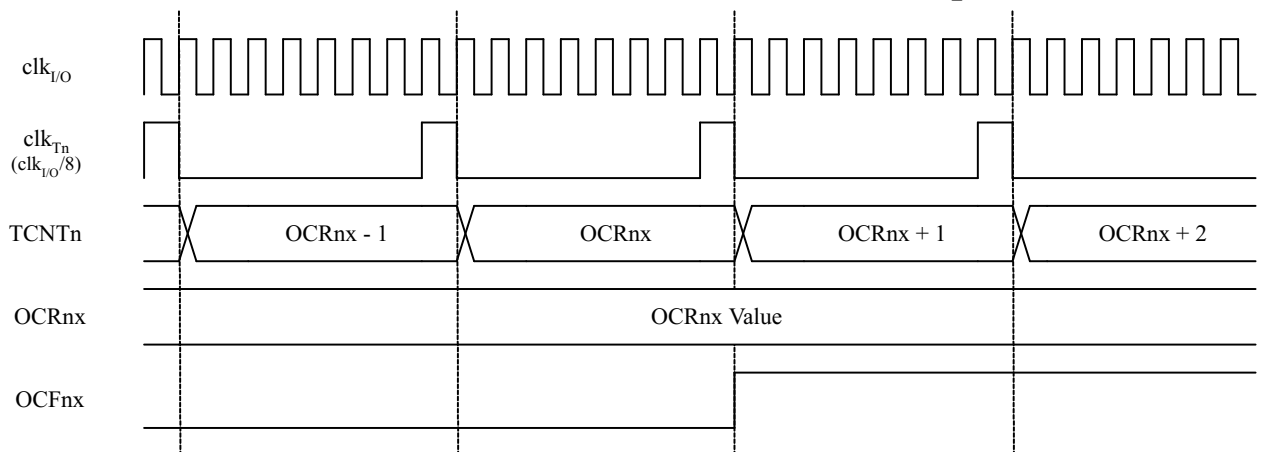 clkI/O
clkTn
(clkI/O/8)
TCNTn
OCRnx - 1
OCRnx
OCRnx + 1
OCRnx + 2
OCRnx
OCRnx Value
OCFnx